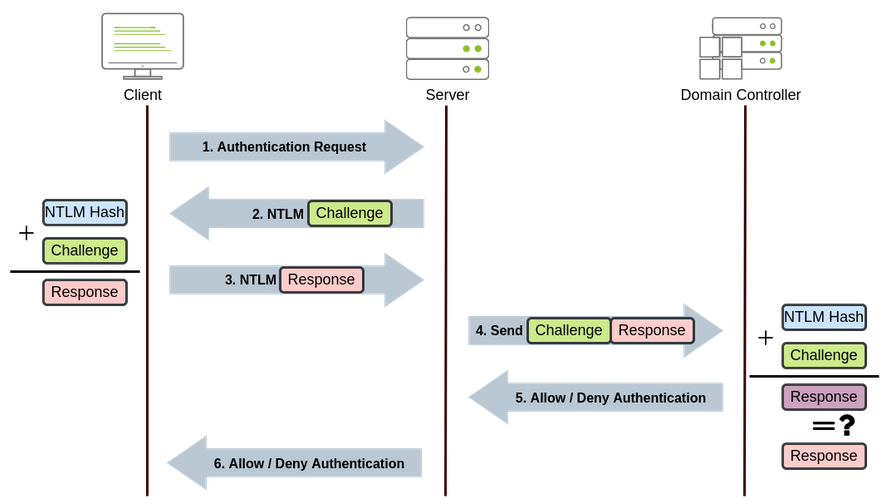 Client
Server
Domain Controller
1. Authentication Request
2. NTLM Challenge
NTLM Hash
+
Challenge
Response
3. NTLM Response
4. Send Challenge Response
NTLM Hash
+
Challenge
5. Allow / Deny Authentication
Response
=?
Response
6. Allow / Deny Authentication